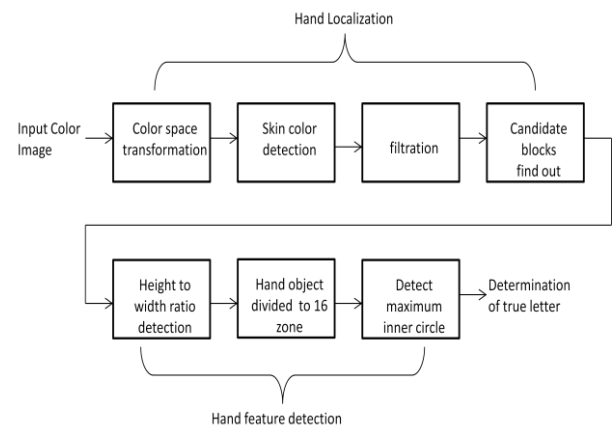 Hand Localization
Input Color
Image
Color space
transformation
Skin color
detection
filtration
Candidate
blocks
find out
Height to
width ratio
detection
Hand object
divided to 16
zone
Detect
maximum
inner circle
Determination
of true letter
Hand feature detection